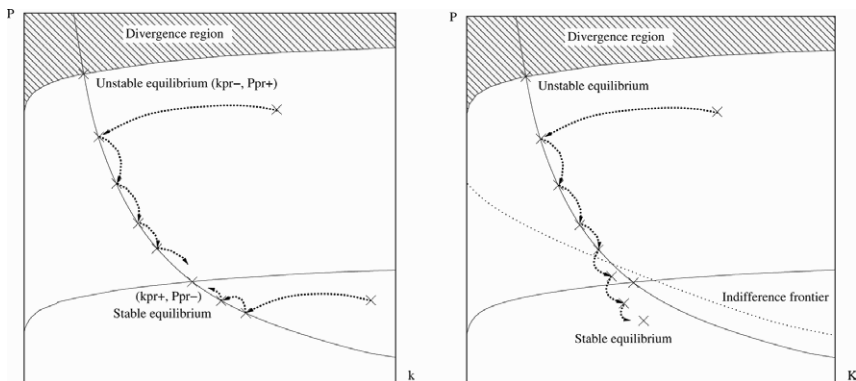 P
Divergence region
Unstable equilibrium (kpr−, Ppr+)
(kpr+, Ppr−)
Stable equilibrium
k
P
Divergence region
Unstable equilibrium
Indifference frontier
Stable equilibrium
K